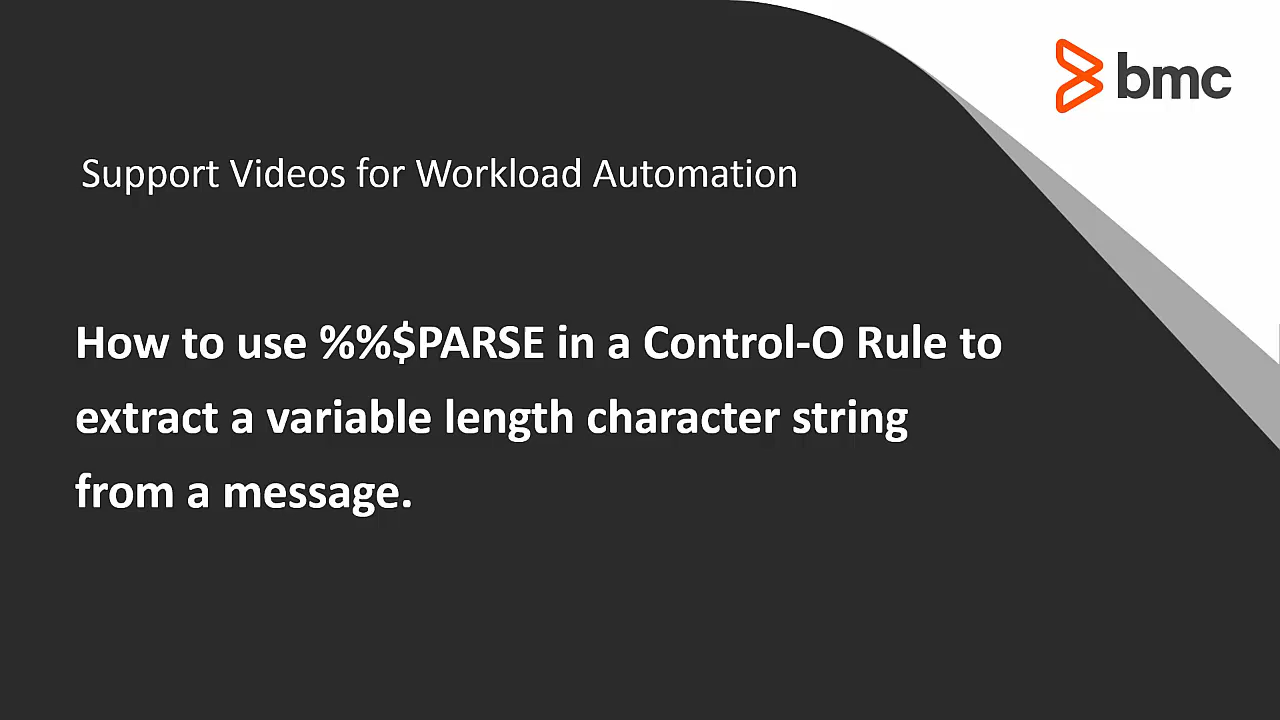 bmc
Support Videos for Workload Automation
How to use %%$PARSE in a Control-O Rule to
extract a variable length character string
from a message.